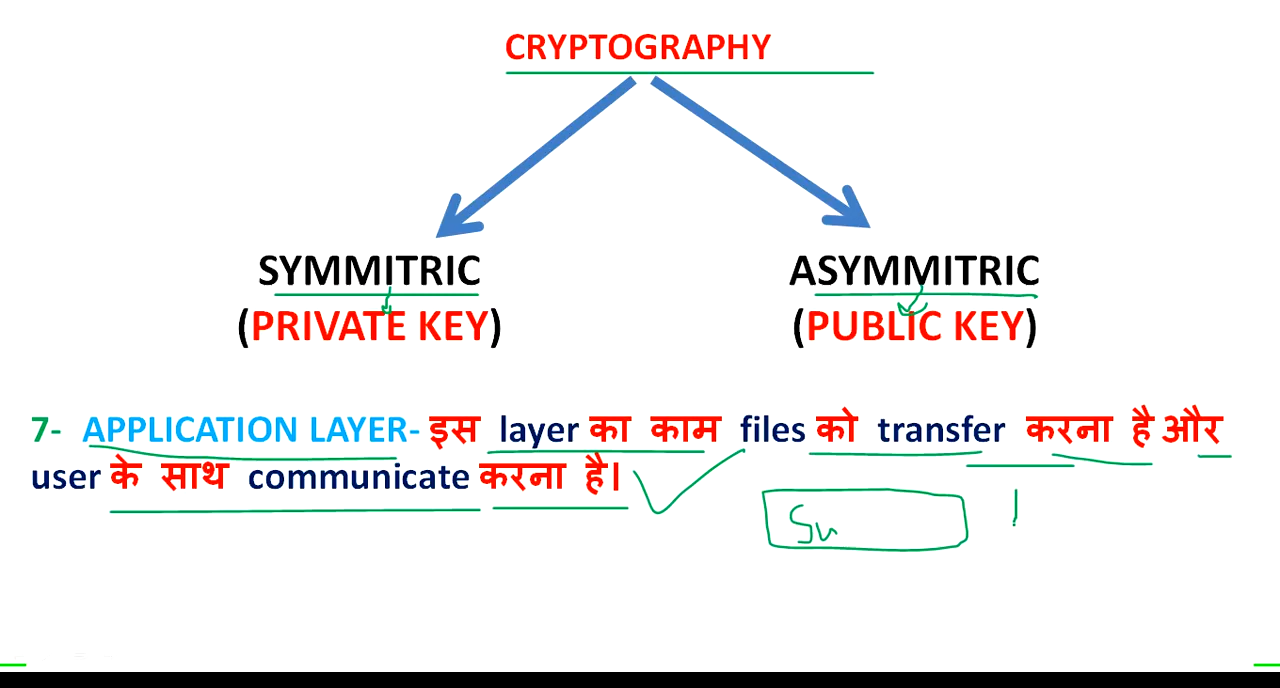 CRYPTOGRAPHY
SYMMITRIC ASYMMITRIC
(PRIVATE KEY) (PUBLIC KEY)
7- APPLICATION LAYER- इस layer का काम files को transfer करना है और
user के साथ communicate करना है।